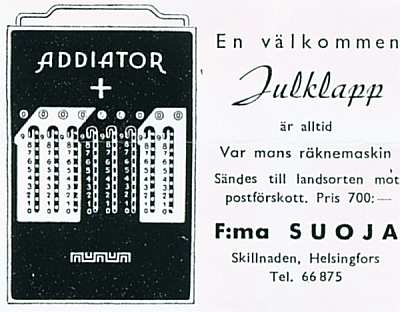 ADDIATOR
+
En välkommen
Julklapp
är alltid
Var mans räknemaskin
Sändes till landsorten mot
postförskott. Pris 700:—
F:ma SUOJA
Skillnaden, Helsingfors
Tel. 66 875